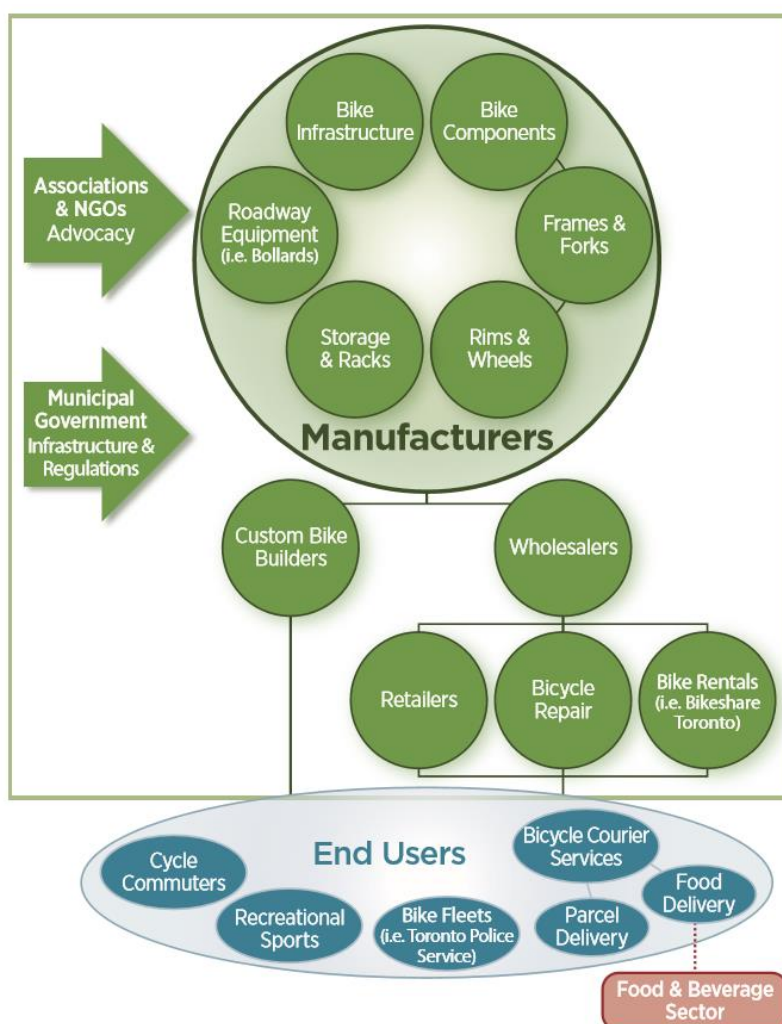 Bike
Infrastructure
Bike
Components
Associations
& NGOs
Advocacy
Roadway
Equipment
(i.e. Bollards)
Frames &
Forks
Storage
& Racks
Rims &
Wheels
Municipal
Government
Infrastructure &
Regulations
Manufacturers
Custom Bike
Builders
Wholesalers
Retailers
Bicycle
Repair
Bike Rentals
(i.e. Bikeshare
Toronto)
End Users
Cycle
Commuters
Recreational
Sports
Bike Fleets
(i.e. Toronto Police
Service)
Bicycle Courier
Services
Parcel
Delivery
Food
Delivery
Food & Beverage
Sector